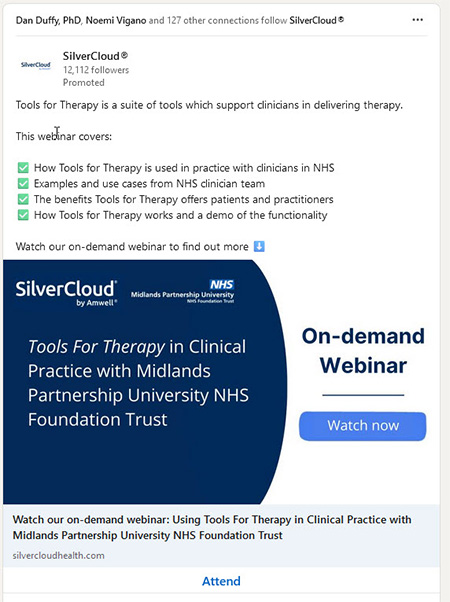 Dan Duffy, PhD, Noemi Vigano and 127 other connections follow SilverCloud®
SilverCloud
SilverCloud®
12,112 followers
Promoted
Tools for Therapy is a suite of tools which support clinicians in delivering therapy.
This webinar covers:
✅ How Tools for Therapy is used in practice with clinicians in NHS
✅ Examples and use cases from NHS clinician team
✅ The benefits Tools for Therapy offers patients and practitioners
✅ How Tools for Therapy works and a demo of the functionality
Watch our on-demand webinar to find out more ⬇️
SilverCloud®
by Amwell®
NHS
Midlands Partnership University
NHS Foundation Trust
Tools For Therapy in Clinical
Practice with Midlands
Partnership University NHS
Foundation Trust
On-demand
Webinar
Watch now
Watch our on-demand webinar: Using Tools For Therapy in Clinical Practice with
Midlands Partnership University NHS Foundation Trust
silvercloudhealth.com
Attend